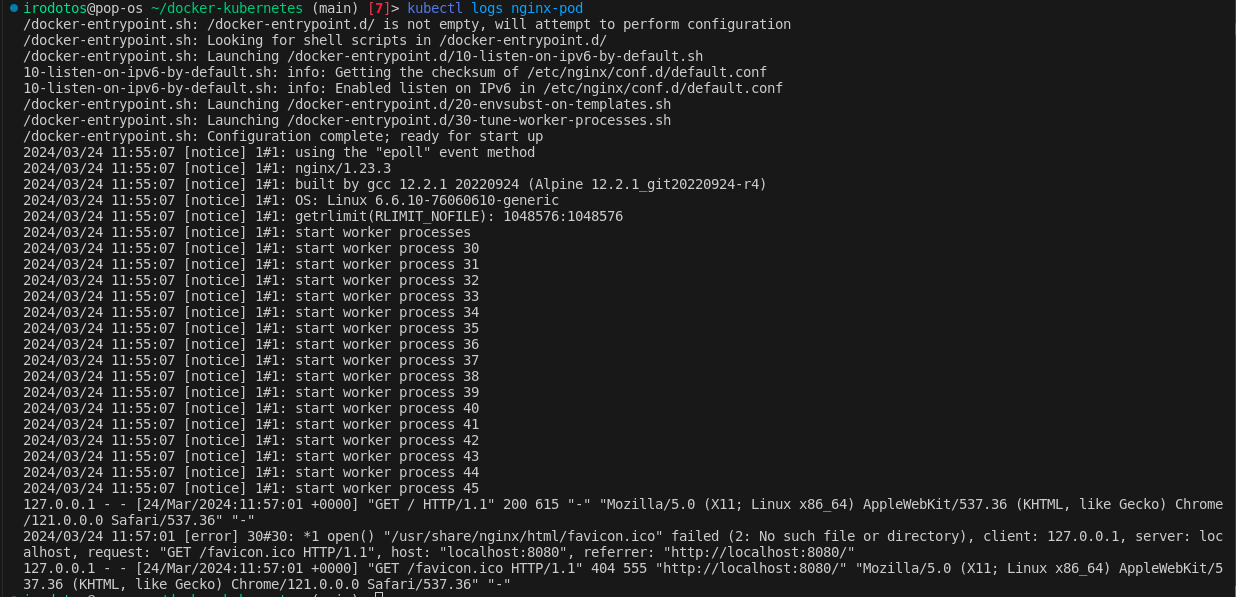 irodotos@pop-os ~/docker-kubernetes (main) [7]> kubectl logs nginx-pod
/docker-entrypoint.sh: /docker-entrypoint.d/ is not empty, will attempt to perform configuration
/docker-entrypoint.sh: Looking for shell scripts in /docker-entrypoint.d/
/docker-entrypoint.sh: Launching /docker-entrypoint.d/10-listen-on-ipv6-by-default.sh
10-listen-on-ipv6-by-default.sh: info: Getting the checksum of /etc/nginx/conf.d/default.conf
10-listen-on-ipv6-by-default.sh: info: Enabled listen on IPv6 in /etc/nginx/conf.d/default.conf
/docker-entrypoint.sh: Launching /docker-entrypoint.d/20-envsubst-on-templates.sh
/docker-entrypoint.sh: Launching /docker-entrypoint.d/30-tune-worker-processes.sh
/docker-entrypoint.sh: Configuration complete; ready for start up
2024/03/24 11:55:07 [notice] 1#1: using the "epoll" event method
2024/03/24 11:55:07 [notice] 1#1: nginx/1.23.3
2024/03/24 11:55:07 [notice] 1#1: built by gcc 12.2.1 20220924 (Alpine 12.2.1_git20220924-r4)
2024/03/24 11:55:07 [notice] 1#1: OS: Linux 6.6.10-76060610-generic
2024/03/24 11:55:07 [notice] 1#1: getrlimit(RLIMIT_NOFILE): 1048576:1048576
2024/03/24 11:55:07 [notice] 1#1: start worker processes
2024/03/24 11:55:07 [notice] 1#1: start worker process 30
2024/03/24 11:55:07 [notice] 1#1: start worker process 31
2024/03/24 11:55:07 [notice] 1#1: start worker process 32
2024/03/24 11:55:07 [notice] 1#1: start worker process 33
2024/03/24 11:55:07 [notice] 1#1: start worker process 34
2024/03/24 11:55:07 [notice] 1#1: start worker process 35
2024/03/24 11:55:07 [notice] 1#1: start worker process 36
2024/03/24 11:55:07 [notice] 1#1: start worker process 37
2024/03/24 11:55:07 [notice] 1#1: start worker process 38
2024/03/24 11:55:07 [notice] 1#1: start worker process 39
2024/03/24 11:55:07 [notice] 1#1: start worker process 40
2024/03/24 11:55:07 [notice] 1#1: start worker process 41
2024/03/24 11:55:07 [notice] 1#1: start worker process 42
2024/03/24 11:55:07 [notice] 1#1: start worker process 43
2024/03/24 11:55:07 [notice] 1#1: start worker process 44
2024/03/24 11:55:07 [notice] 1#1: start worker process 45
127.0.0.1 - - [24/Mar/2024:11:57:01 +0000] "GET / HTTP/1.1" 200 615 "-" "Mozilla/5.0 (X11; Linux x86_64) AppleWebKit/537.36 (KHTML, like Gecko) Chrome
/121.0.0.0 Safari/537.36" "-"
2024/03/24 11:57:01 [error] 30#30: *1 open() "/usr/share/nginx/html/favicon.ico" failed (2: No such file or directory), client: 127.0.0.1, server: loc
alhost, request: "GET /favicon.ico HTTP/1.1", host: "localhost:8080", referrer: "http://localhost:8080/"
127.0.0.1 - - [24/Mar/2024:11:57:01 +0000] "GET /favicon.ico HTTP/1.1" 404 555 "http://localhost:8080/" "Mozilla/5.0 (X11; Linux x86_64) AppleWebKit/5
37.36 (KHTML, like Gecko) Chrome/121.0.0.0 Safari/537.36" "-"